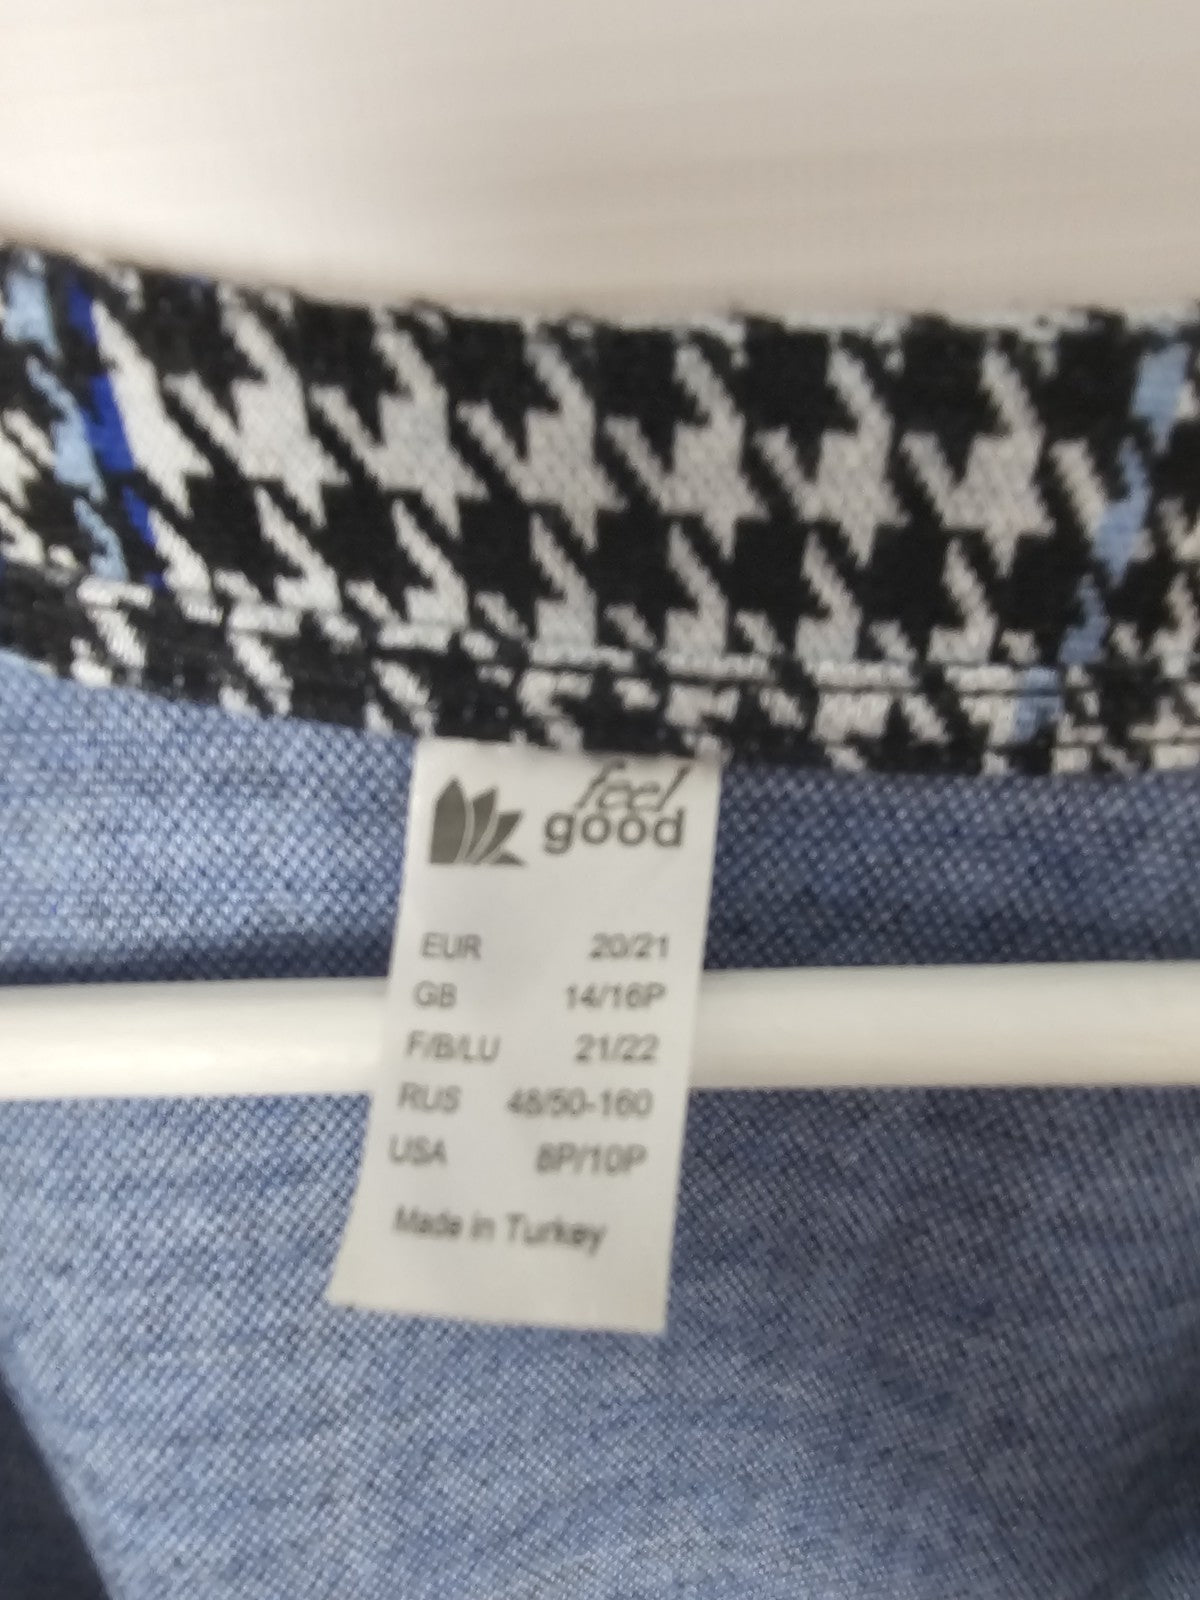 feel
good
EUR 20/21
GB 14/16P
F/B/LU 21/22
RUS 48/50-160
USA 8P/10P
Made in Turkey